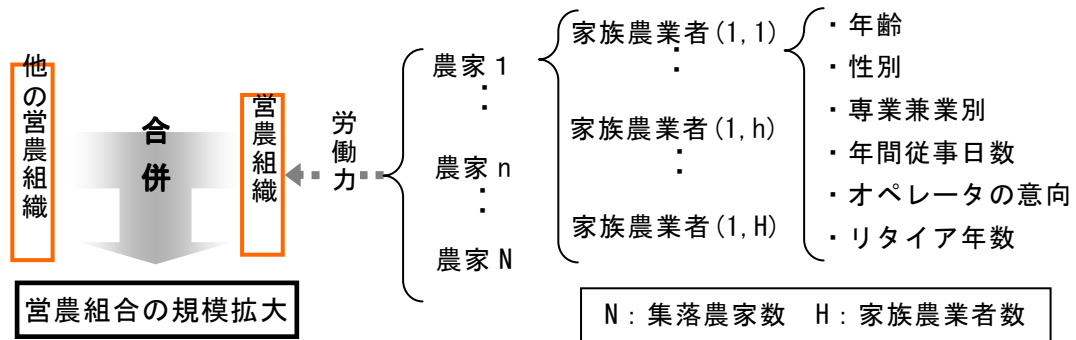 他の営農組織
合併
営農組織
労働力
農家1
・
・
農家n
・
・
農家N
家族農業者(1,1)
・
・
家族農業者(1,h)
・
・
家族農業者(1,H)
・年齢
・性別
・専業兼業別
・年間従事日数
・オペレータの意向
・リタイア年数
営農組合の規模拡大
N：集落農家数 H：家族農業者数